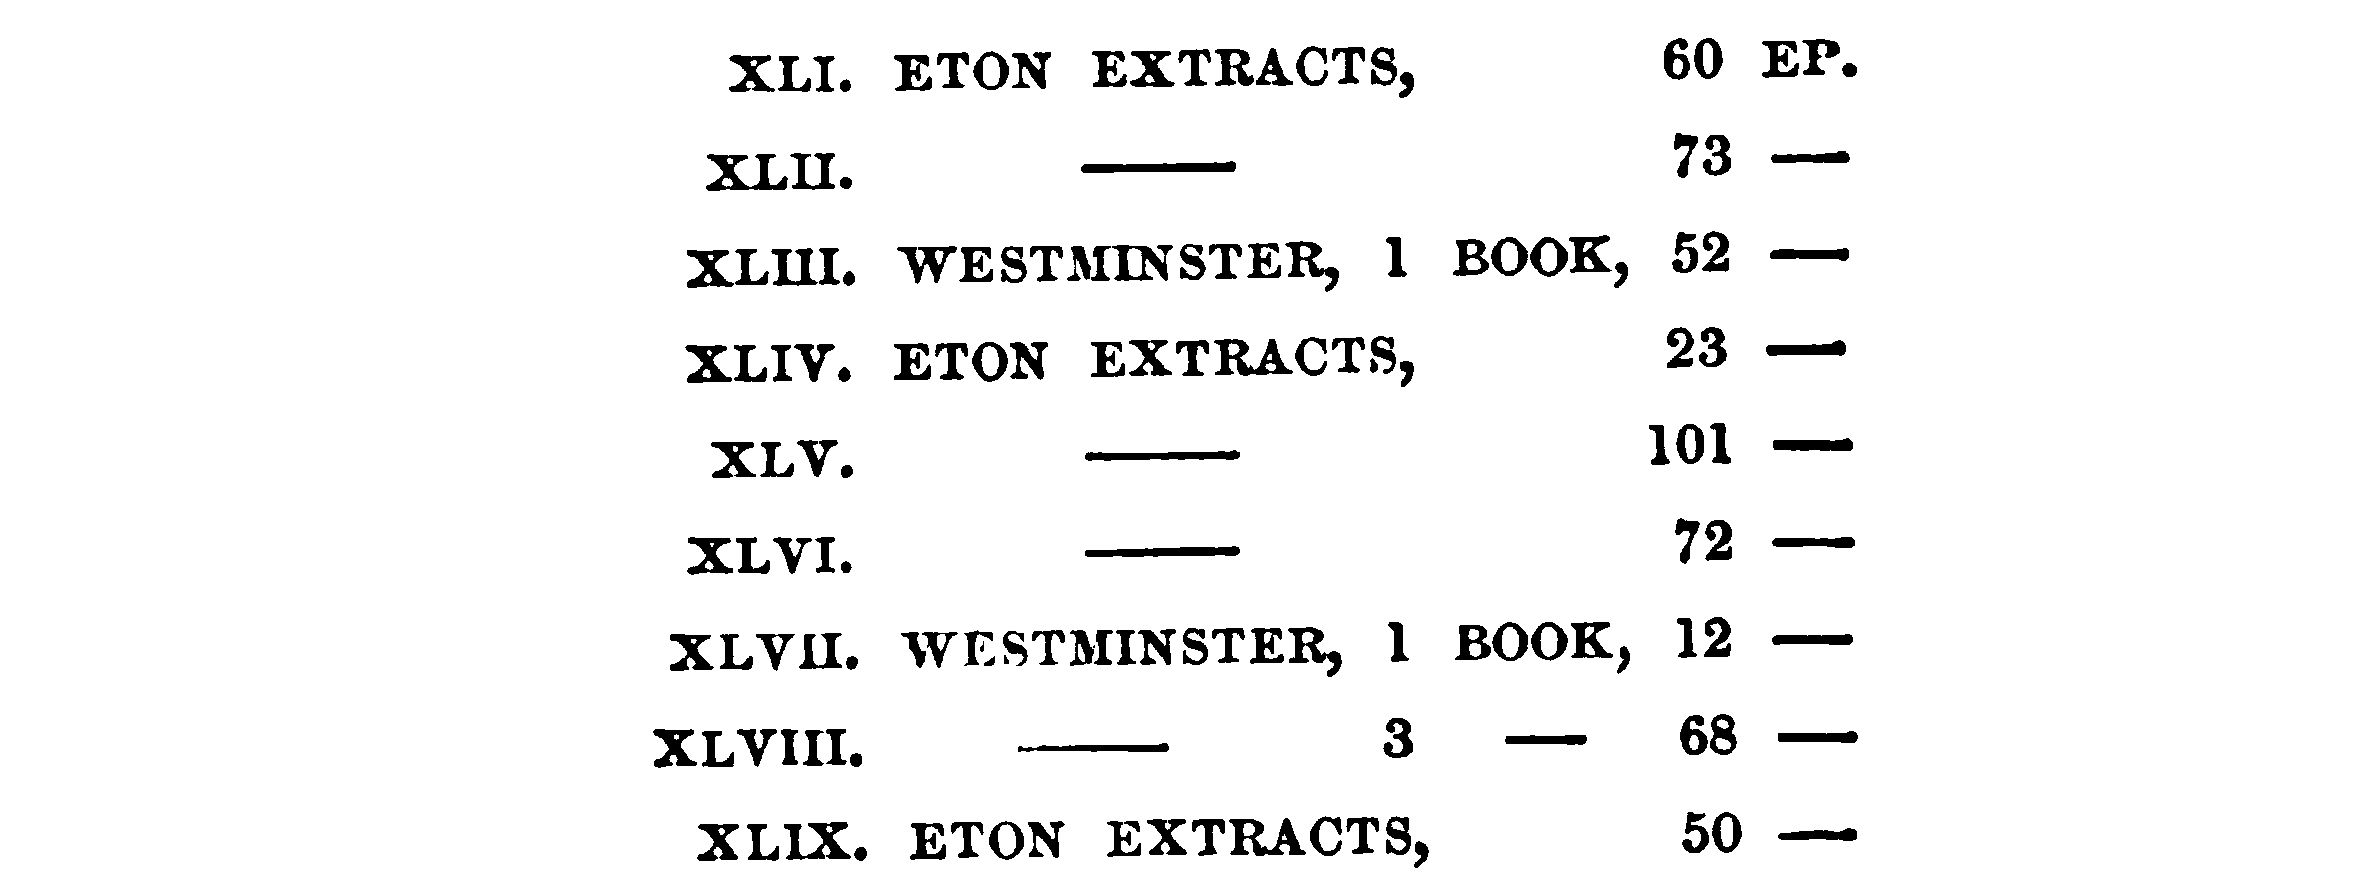 XLI. ETON EXTRACTS, 60 EP.
XLII. —— 73 —
XLIII. WESTMINSTER, 1 BOOK, 52 —
XLIV. ETON EXTRACTS, 23 —
XLV. —— 101 —
XLVI. —— 72 —
XLVII. WESTMINSTER, 1 BOOK, 12 —
XLVIII. —— 3 — 68 —
XLIX. ETON EXTRACTS, 50 —